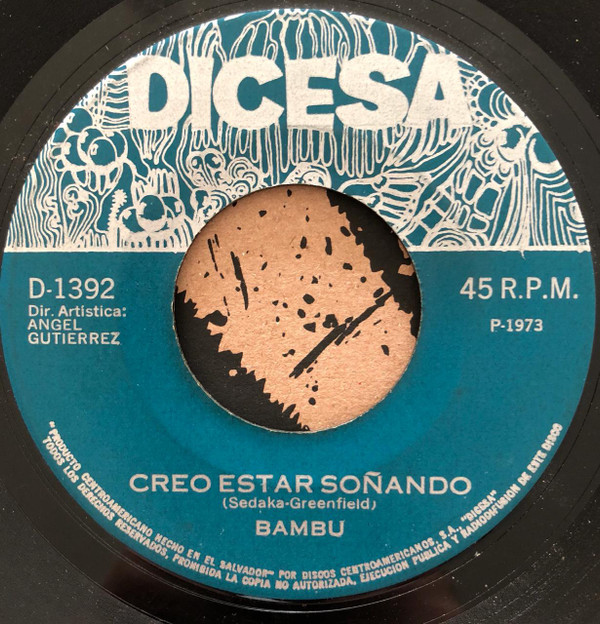 DICESA
D-1392
Dir. Artística:
ANGEL
GUTIERREZ
45 R.P.M.
P-1973
CREO ESTAR SOÑANDO
(Sedaka-Greenfield)
BAMBU
"PRODUCTO CENTROAMERICANO HECHO EN EL SALVADOR" POR DISCOS CENTROAMERICANOS, S.A., "DICESA"
TODOS LOS DERECHOS RESERVADOS, PROHIBIDA LA COPIA NO AUTORIZADA, EJECUCION PUBLICA Y RADIODIFUSION DE ESTE DISCO